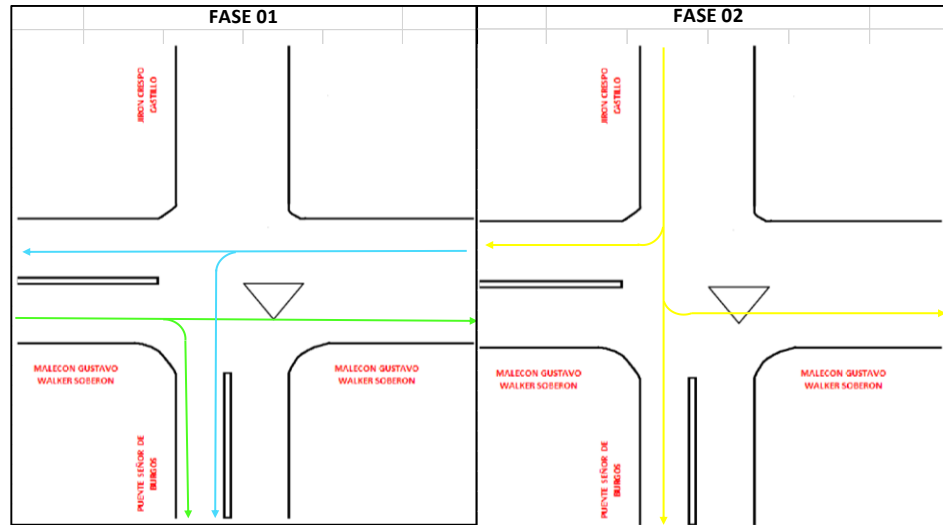 FASE 01
FASE 02
JIRON CRESPO
CASTILLO
JIRON CRESPO
CASTILLO
MALECON GUSTAVO
WALKER SOBERON
MALECON GUSTAVO
WALKER SOBERON
MALECON GUSTAVO
WALKER SOBERON
MALECON GUSTAVO
WALKER SOBERON
PUENTE SEÑOR DE
BURGOS
PUENTE SEÑOR DE
BURGOS